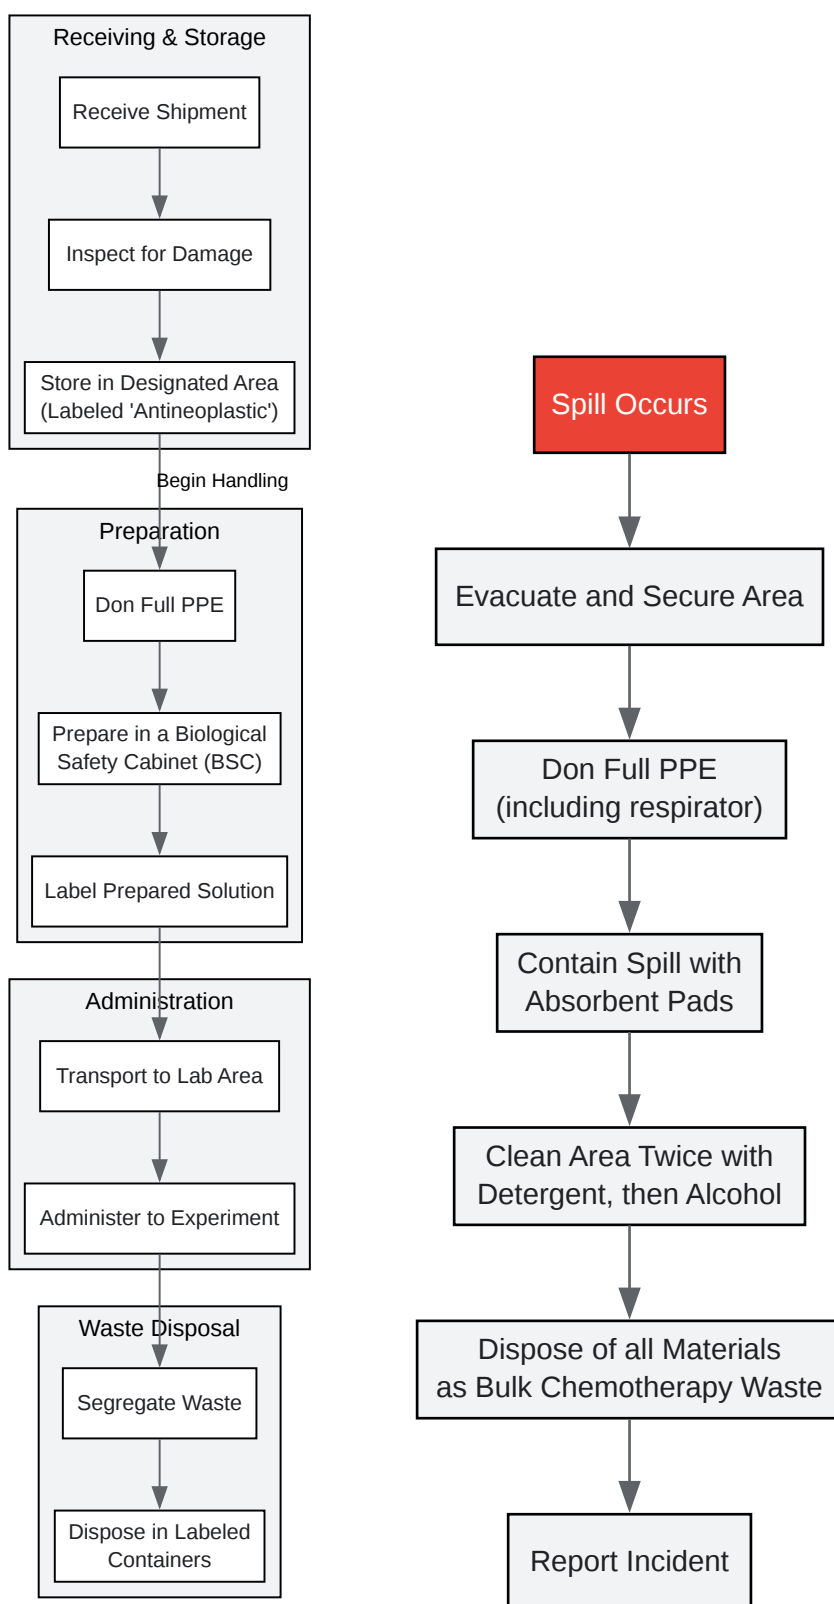 Receiving & Storage
Receive Shipment
Inspect for Damage
Store in Designated Area
(Labeled 'Antineoplastic')
Begin Handling
Preparation
Don Full PPE
Prepare in a Biological
Safety Cabinet (BSC)
Label Prepared Solution
Administration
Transport to Lab Area
Administer to Experiment
Waste Disposal
Segregate Waste
Dispose in Labeled
Containers
Spill Occurs
Evacuate and Secure Area
Don Full PPE
(including respirator)
Contain Spill with
Absorbent Pads
Clean Area Twice with
Detergent, then Alcohol
Dispose of all Materials
as Bulk Chemotherapy Waste
Report Incident